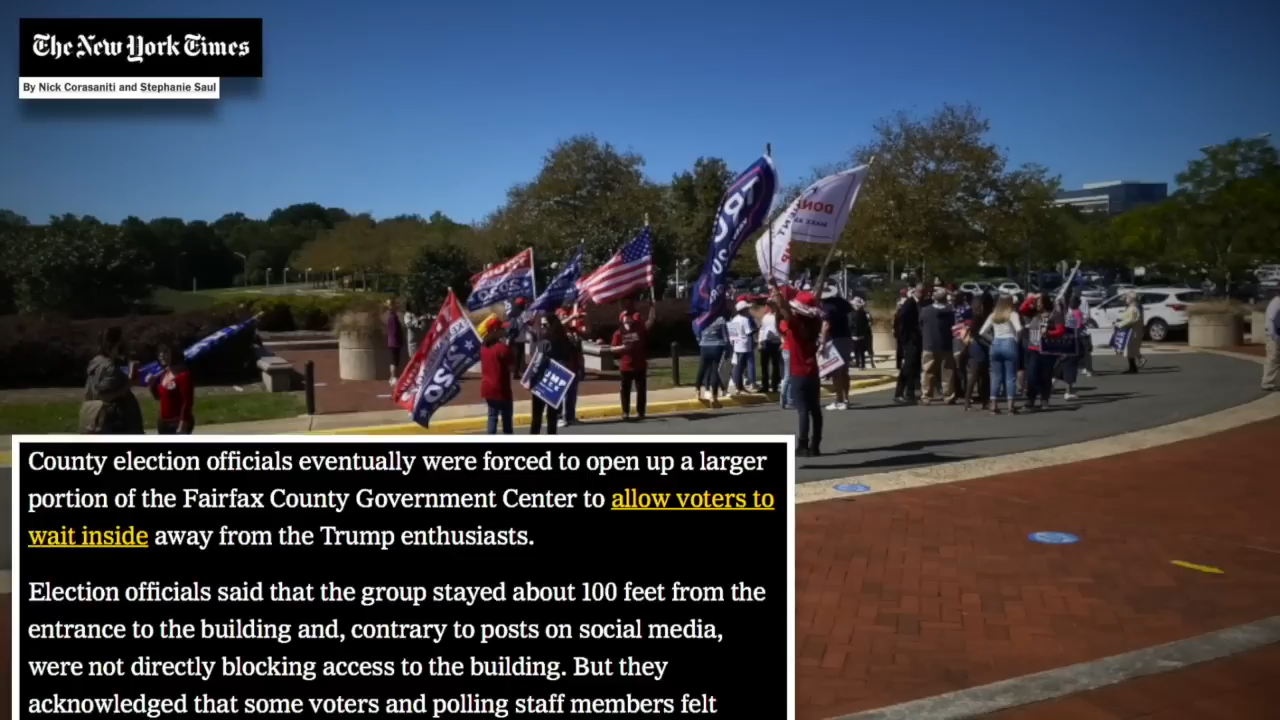 The New York Times
By Nick Corasaniti and Stephanie Saul
County election officials eventually were forced to open up a larger
portion of the Fairfax County Government Center to allow voters to
wait inside away from the Trump enthusiasts.
Election officials said that the group stayed about 100 feet from the
entrance to the building and, contrary to posts on social media,
were not directly blocking access to the building. But they
acknowledged that some voters and polling staff members felt